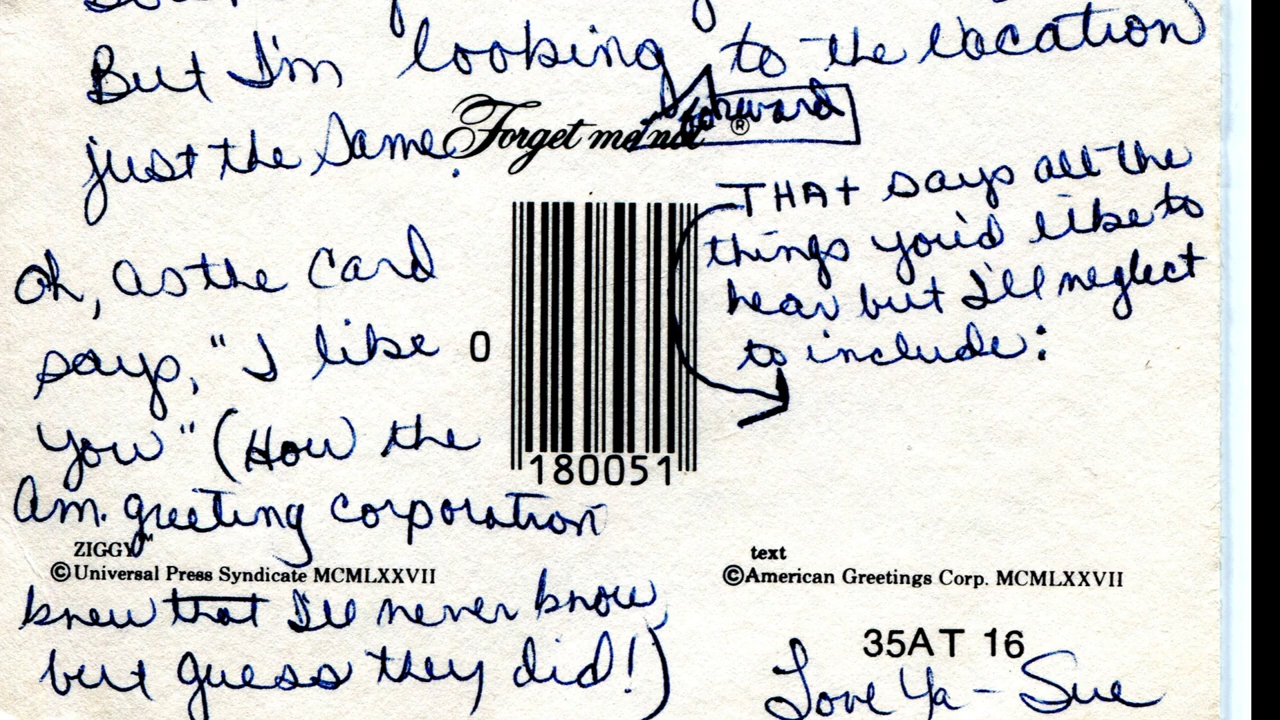 But I'm looking to the location
forward
just the same.
Forget me not®
THAt says all the
things you'd like to
hear but I'll neglect
to include:
oh, as the card
says, "I like
you" (How the
Am. greeting corporation
knew that I'll never know,
but guess they did!)
0
180051
ZIGGY™
©Universal Press Syndicate MCMLXXVII
text
©American Greetings Corp. MCMLXXVII
35AT 16
Love Ya - Sue